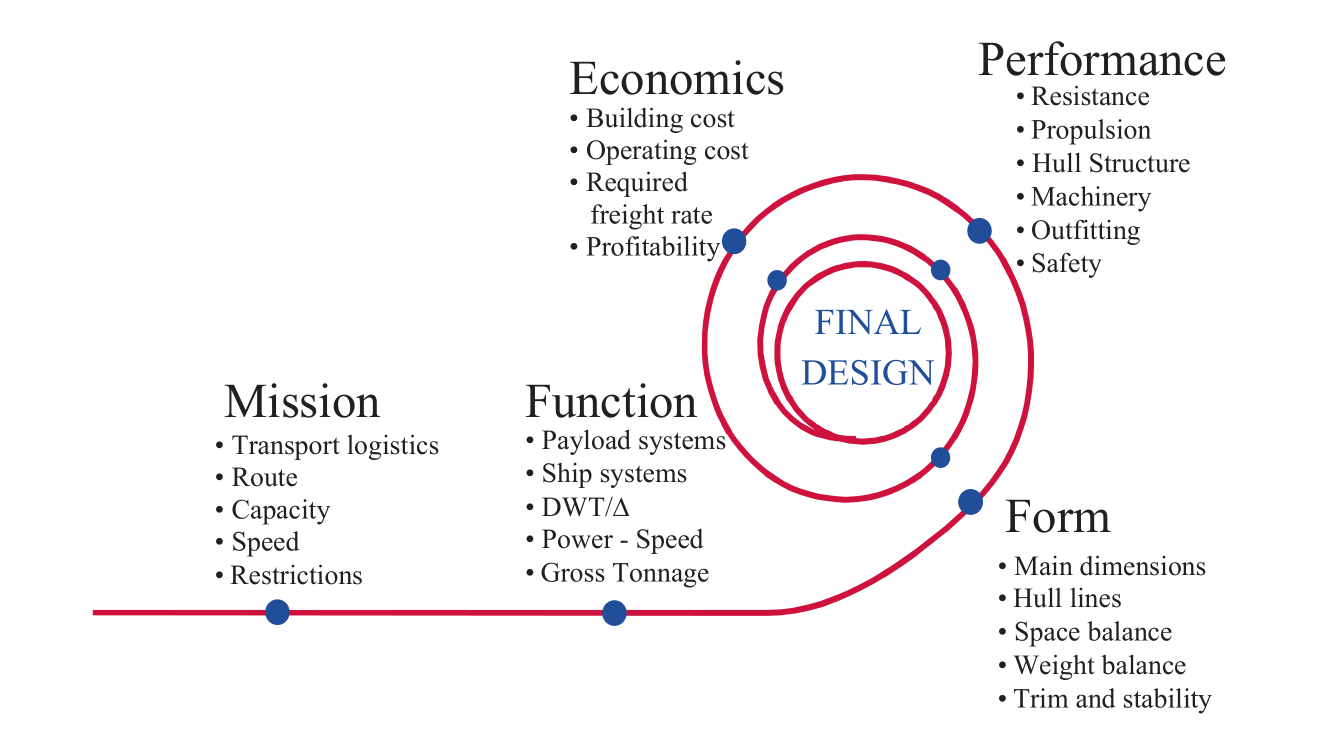 Economics
• Building cost
• Operating cost
• Required
freight rate
• Profitability
Performance
• Resistance
• Propulsion
• Hull Structure
• Machinery
• Outfitting
• Safety
FINAL
DESIGN
Mission
• Transport logistics
• Route
• Capacity
• Speed
• Restrictions
Function
• Payload systems
• Ship systems
• DWT/Δ
• Power - Speed
• Gross Tonnage
Form
• Main dimensions
• Hull lines
• Space balance
• Weight balance
• Trim and stability